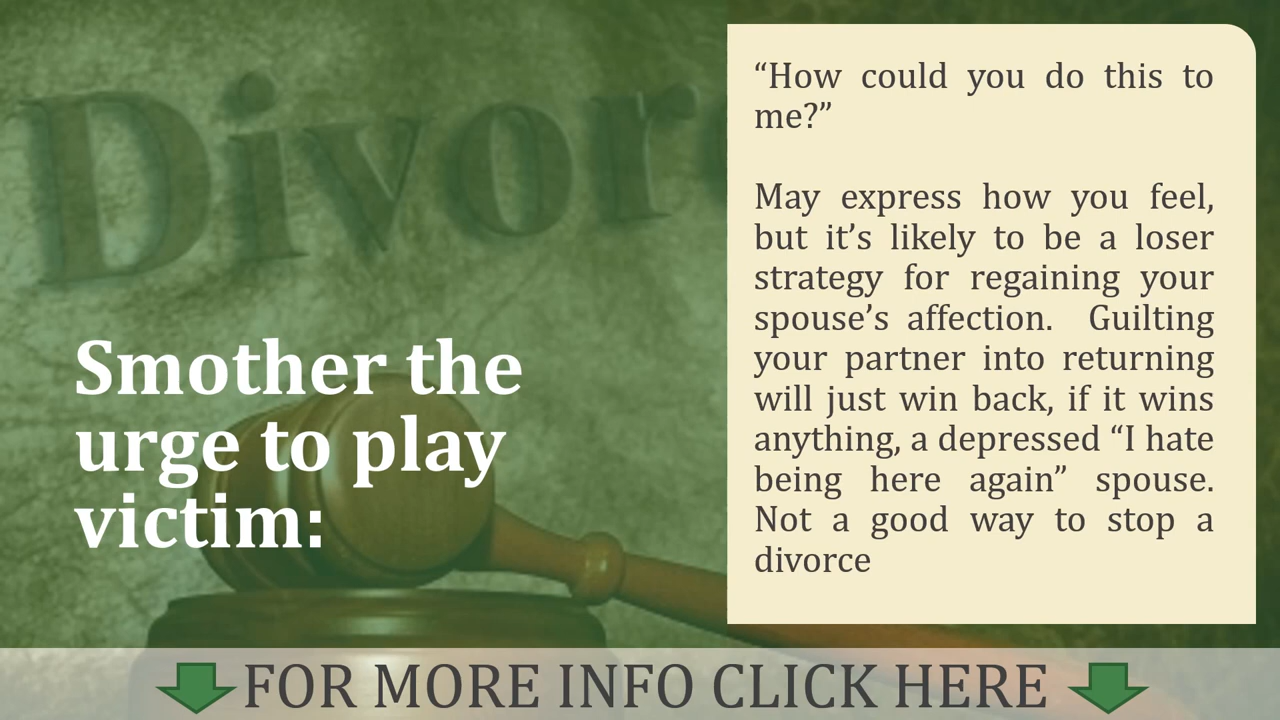 Divor
Smother the
urge to play
victim:
“How could you do this to
me?”
May express how you feel,
but it’s likely to be a loser
strategy for regaining your
spouse’s affection.  Guilting
your partner into returning
will just win back, if it wins
anything, a depressed “I hate
being here again” spouse.
Not a good way to stop a
divorce
FOR MORE INFO CLICK HERE